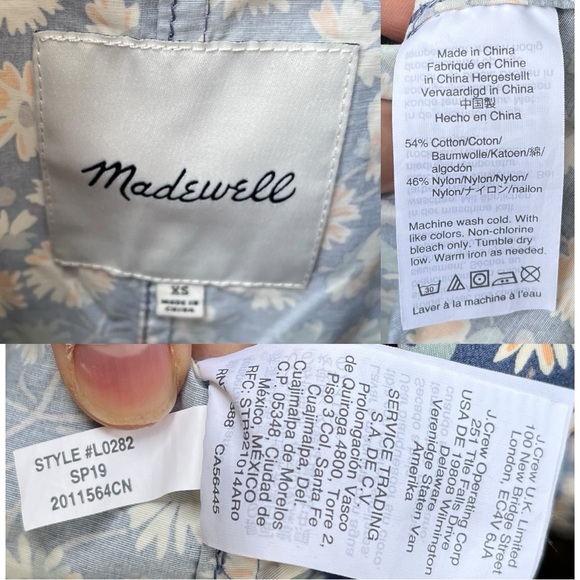 Madewell
XS
MADE IN
CHINA
Made in China
Fabriqué en Chine
in China Hergestellt
Vervaardigd in China
中国製
Hecho en China
54% Cotton/Coton/
Baumwolle/Katoen/綿/
algodón
46% Nylon/Nylon/Nylon/
Nylon/ナイロン/nailon
Machine wash cold. With
like colors. Non-chlorine
bleach only. Tumble dry
low. Warm iron as needed.
30
Laver à la machine à l'eau
STYLE #L0282
SP19
2011564CN
J.Crew U.K. Limited
100 New Bridge Street
London, EC4V 6JA
J.Crew Operating Corp
251 Little Falls Drive
USA DE 19808 Wilmington
Delaware
Verenigde Staten Van
Amerika
SERVICE TRADING
S.A. DE C.V.
Prolongación Vasco
de Quiroga 4800, Torre 2,
Piso 3 Col. Santa Fe
Cuajimalpa, Del.
Cuajimalpa de Morelos
C.P. 05348, Ciudad de
México, MEXICO
RFC: STR921014AR0
CA56445